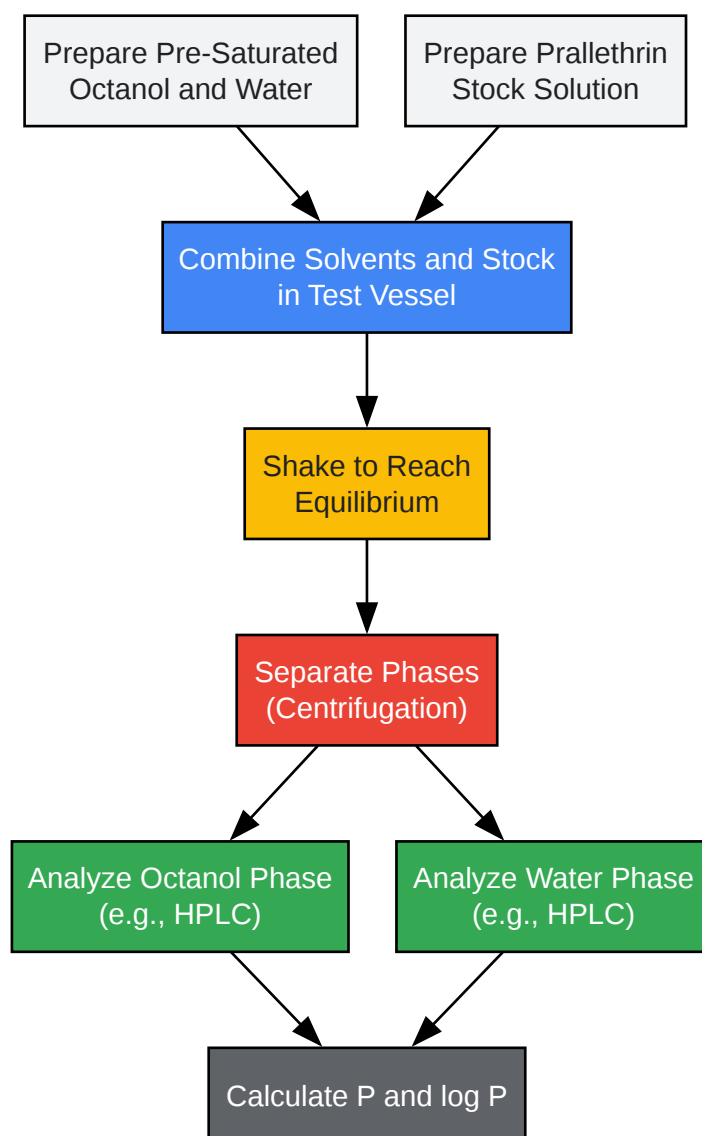 Prepare Pre-Saturated
Octanol and Water
Prepare Prallethrin
Stock Solution
Combine Solvents and Stock
in Test Vessel
Shake to Reach
Equilibrium
Separate Phases
(Centrifugation)
Analyze Octanol Phase
(e.g., HPLC)
Analyze Water Phase
(e.g., HPLC)
Calculate P and log P